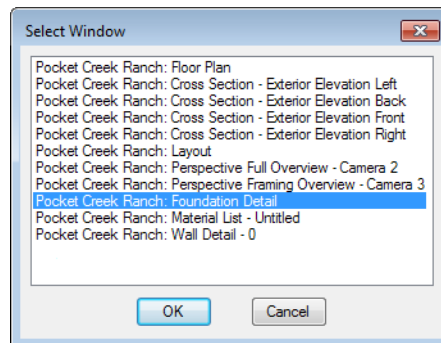 Select Window
Pocket Creek Ranch: Floor Plan
Pocket Creek Ranch: Cross Section - Exterior Elevation Left
Pocket Creek Ranch: Cross Section - Exterior Elevation Back
Pocket Creek Ranch: Cross Section - Exterior Elevation Front
Pocket Creek Ranch: Cross Section - Exterior Elevation Right
Pocket Creek Ranch: Layout
Pocket Creek Ranch: Perspective Full Overview - Camera 2
Pocket Creek Ranch: Perspective Framing Overview - Camera 3
Pocket Creek Ranch: Foundation Detail
Pocket Creek Ranch: Material List - Untitled
Pocket Creek Ranch: Wall Detail - 0
OK Cancel